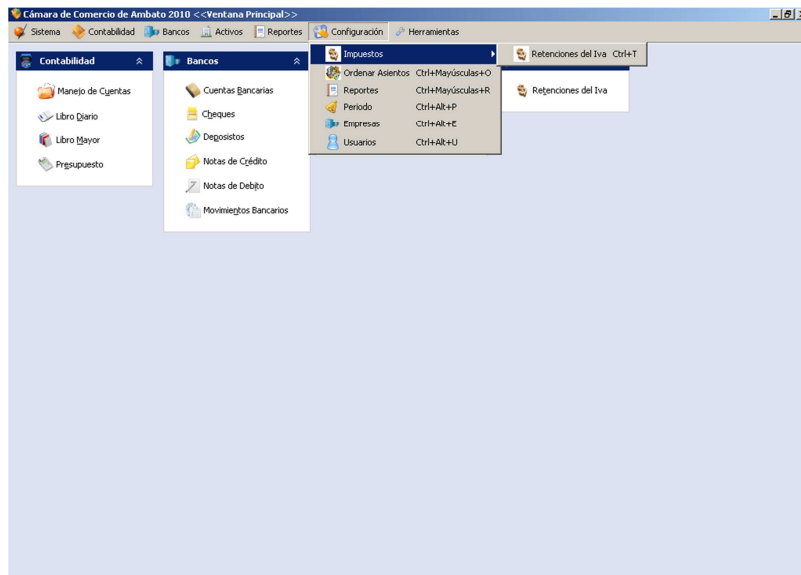 Cámara de Comercio de Ambato 2010 <<Ventana Principal>>
Sistema Contabilidad Bancos Activos Reportes Configuración Herramientas
Contabilidad
Manejo de Cuentas
Libro Diario
Libro Mayor
Presupuesto
Bancos
Cuentas Bancarias
Cheques
Deposistos
Notas de Crédito
Notas de Debito
Movimientos Bancarios
Impuestos
Ordenar Asientos Ctrl+Mayúsculas+O
Reportes Ctrl+Mayúsculas+R
Periodo Ctrl+Alt+P
Empresas Ctrl+Alt+E
Usuarios Ctrl+Alt+U
Retenciones del Iva Ctrl+T
Retenciones del Iva